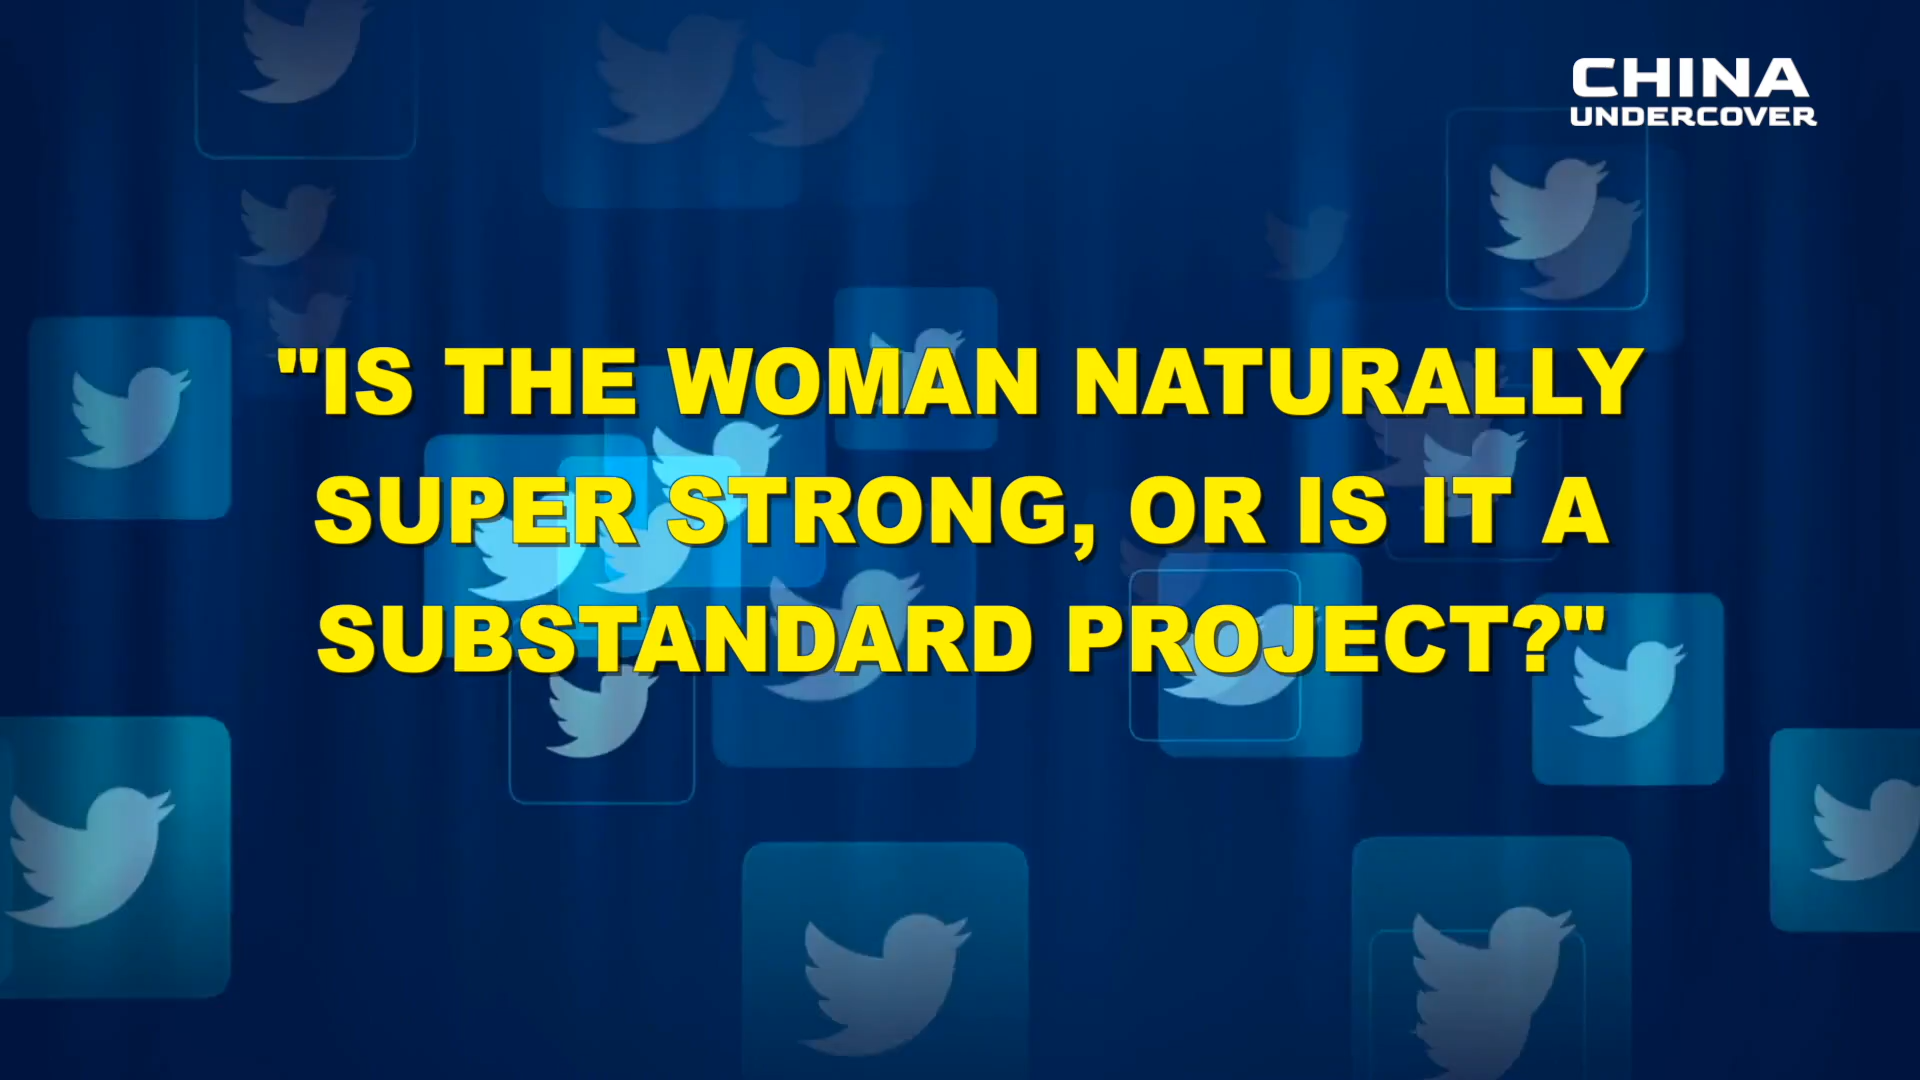 CHINA
UNDERCOVER
"IS THE WOMAN NATURALLY
SUPER STRONG, OR IS IT A
SUBSTANDARD PROJECT?"